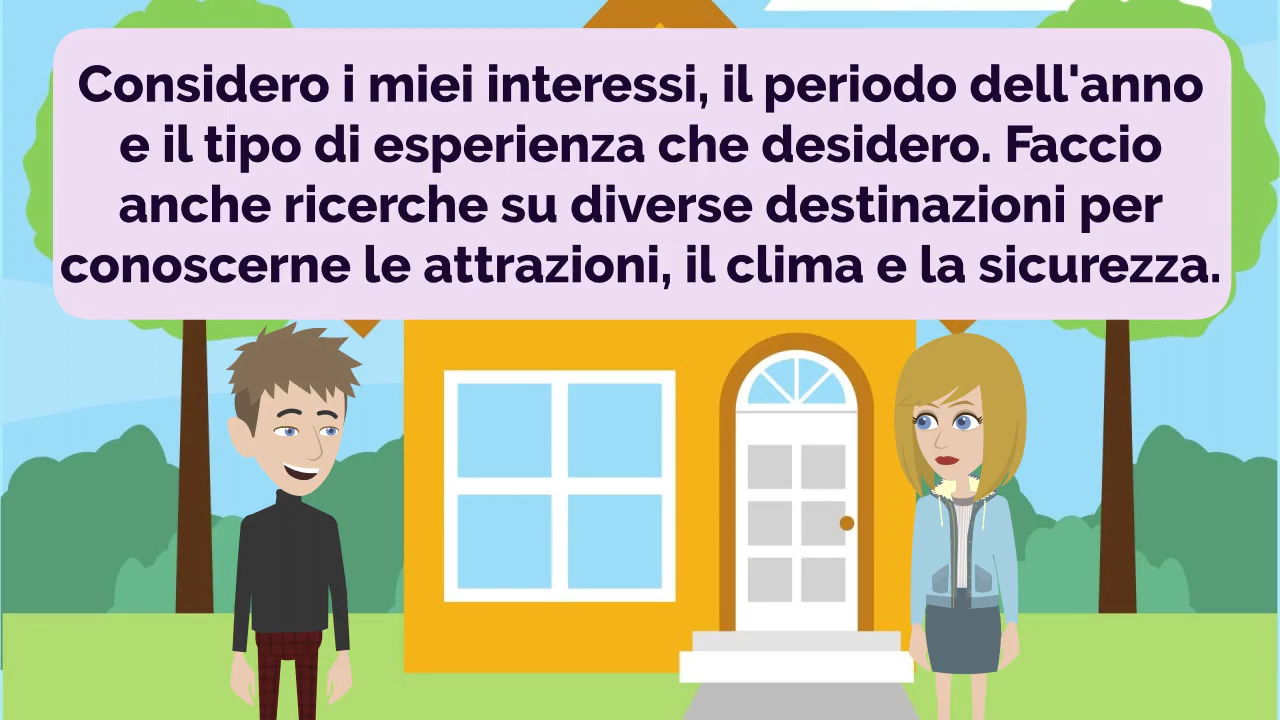 Considero i miei interessi, il periodo dell'anno
e il tipo di esperienza che desidero. Faccio
anche ricerche su diverse destinazioni per
conoscerne le attrazioni, il clima e la sicurezza.